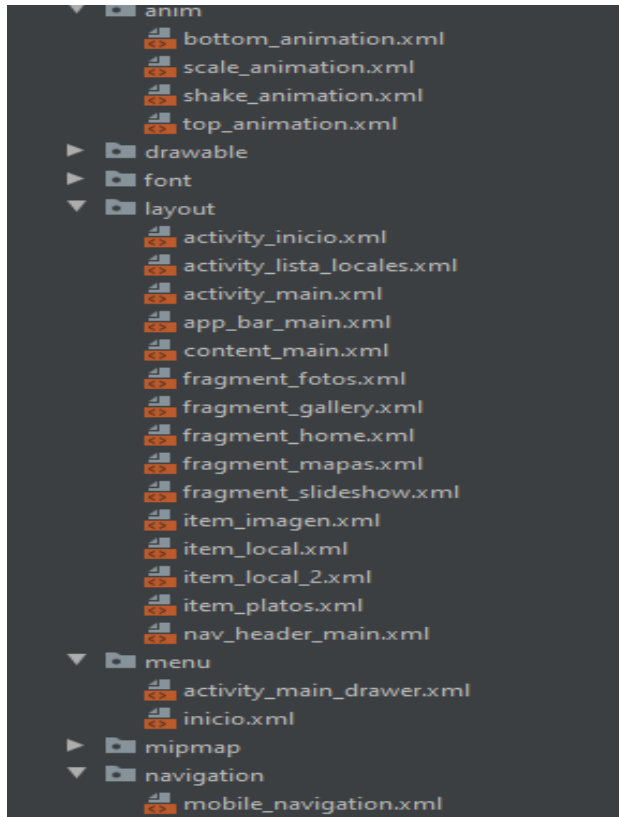 anim
bottom_animation.xml
scale_animation.xml
shake_animation.xml
top_animation.xml
drawable
font
layout
activity_inicio.xml
activity_lista_locales.xml
activity_main.xml
app_bar_main.xml
content_main.xml
fragment_fotos.xml
fragment_gallery.xml
fragment_home.xml
fragment_mapas.xml
fragment_slideshow.xml
item_imagen.xml
item_local.xml
item_local_2.xml
item_platos.xml
nav_header_main.xml
menu
activity_main_drawer.xml
inicio.xml
mipmap
navigation
mobile_navigation.xml